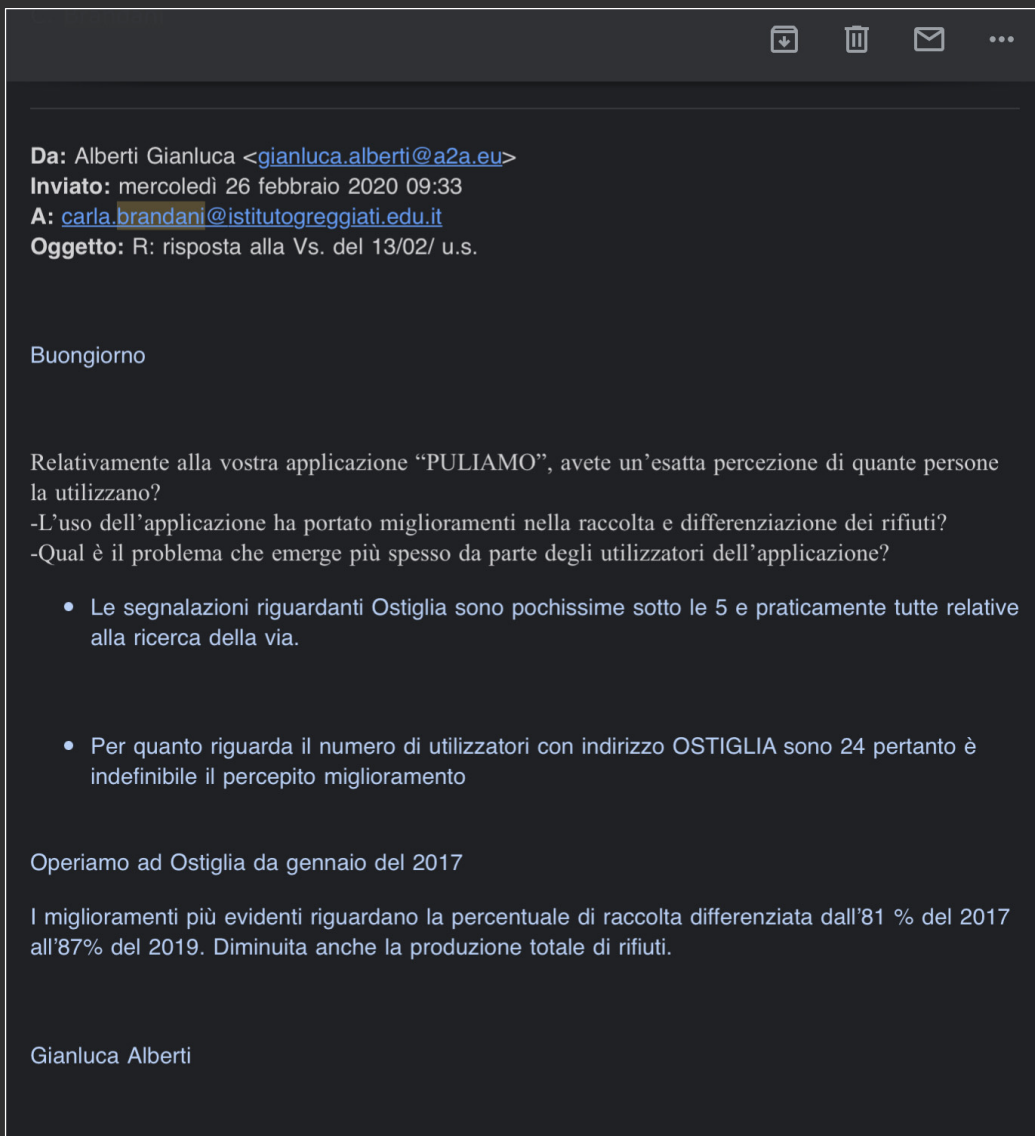 Da: Alberti Gianluca <gianluca.alberti@a2a.eu>
Inviato: mercoledì 26 febbraio 2020 09:33
A: carla.brandani@istitutogreggiati.edu.it
Oggetto: R: risposta alla Vs. del 13/02/ u.s.
Buongiorno
Relativamente alla vostra applicazione “PULIAMO”, avete un’esatta percezione di quante persone
la utilizzano?
-L’uso dell’applicazione ha portato miglioramenti nella raccolta e differenziazione dei rifiuti?
-Qual è il problema che emerge più spesso da parte degli utilizzatori dell’applicazione?
• Le segnalazioni riguardanti Ostiglia sono pochissime sotto le 5 e praticamente tutte relative
alla ricerca della via.
• Per quanto riguarda il numero di utilizzatori con indirizzo OSTIGLIA sono 24 pertanto è
indefinibile il percepito miglioramento
Operiamo ad Ostiglia da gennaio del 2017
I miglioramenti più evidenti riguardano la percentuale di raccolta differenziata dall’81 % del 2017
all’87% del 2019. Diminuita anche la produzione totale di rifiuti.
Gianluca Alberti